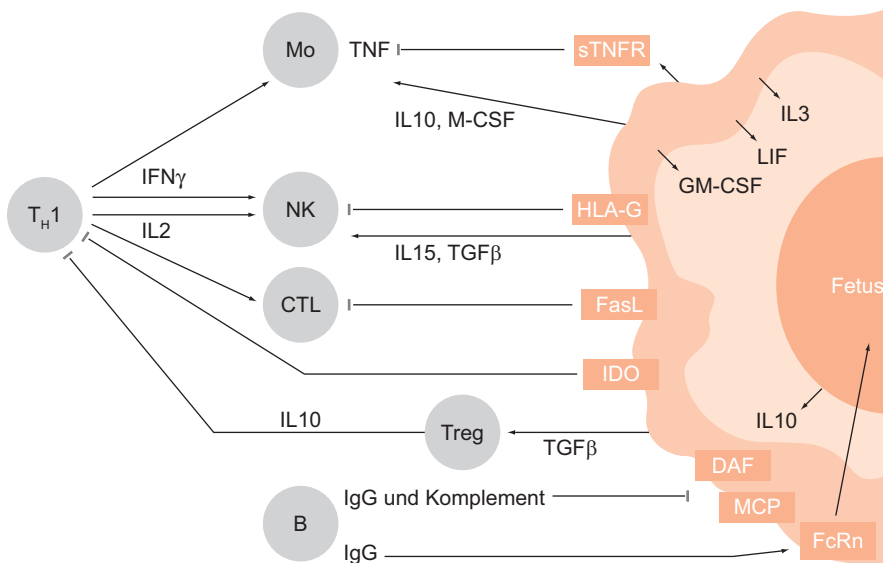 Mo TNF sTNFR
IL3
IL10, M-CSF
LIF
IFNγ
GM-CSF
TH1 NK HLA-G
IL2
IL15, TGFβ
Fetus
CTL FasL
IDO
IL10 IL10
Treg TGFβ
DAF
IgG und Komplement MCP
B
FcRn
IgG